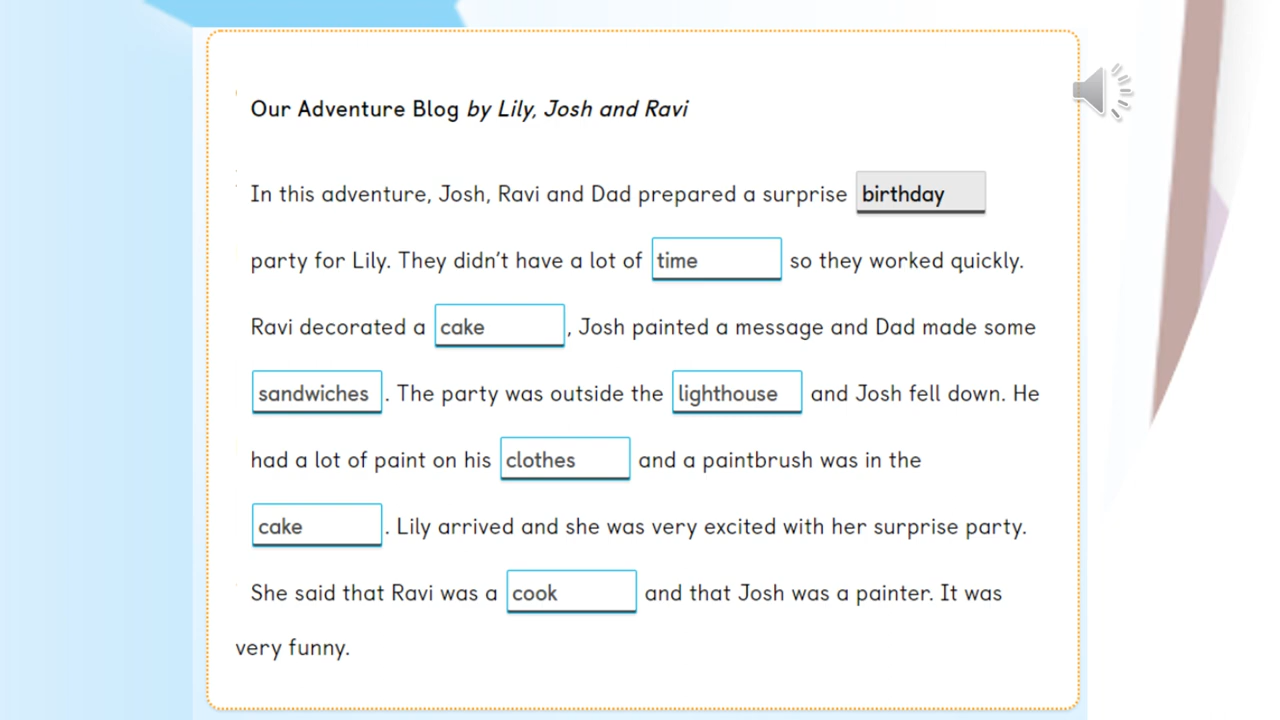 Our Adventure Blog by Lily, Josh and Ravi
In this adventure, Josh, Ravi and Dad prepared a surprise birthday
party for Lily. They didn't have a lot of time so they worked quickly.
Ravi decorated a cake , Josh painted a message and Dad made some
sandwiches . The party was outside the lighthouse and Josh fell down. He
had a lot of paint on his clothes and a paintbrush was in the
cake . Lily arrived and she was very excited with her surprise party.
She said that Ravi was a cook and that Josh was a painter. It was
very funny.